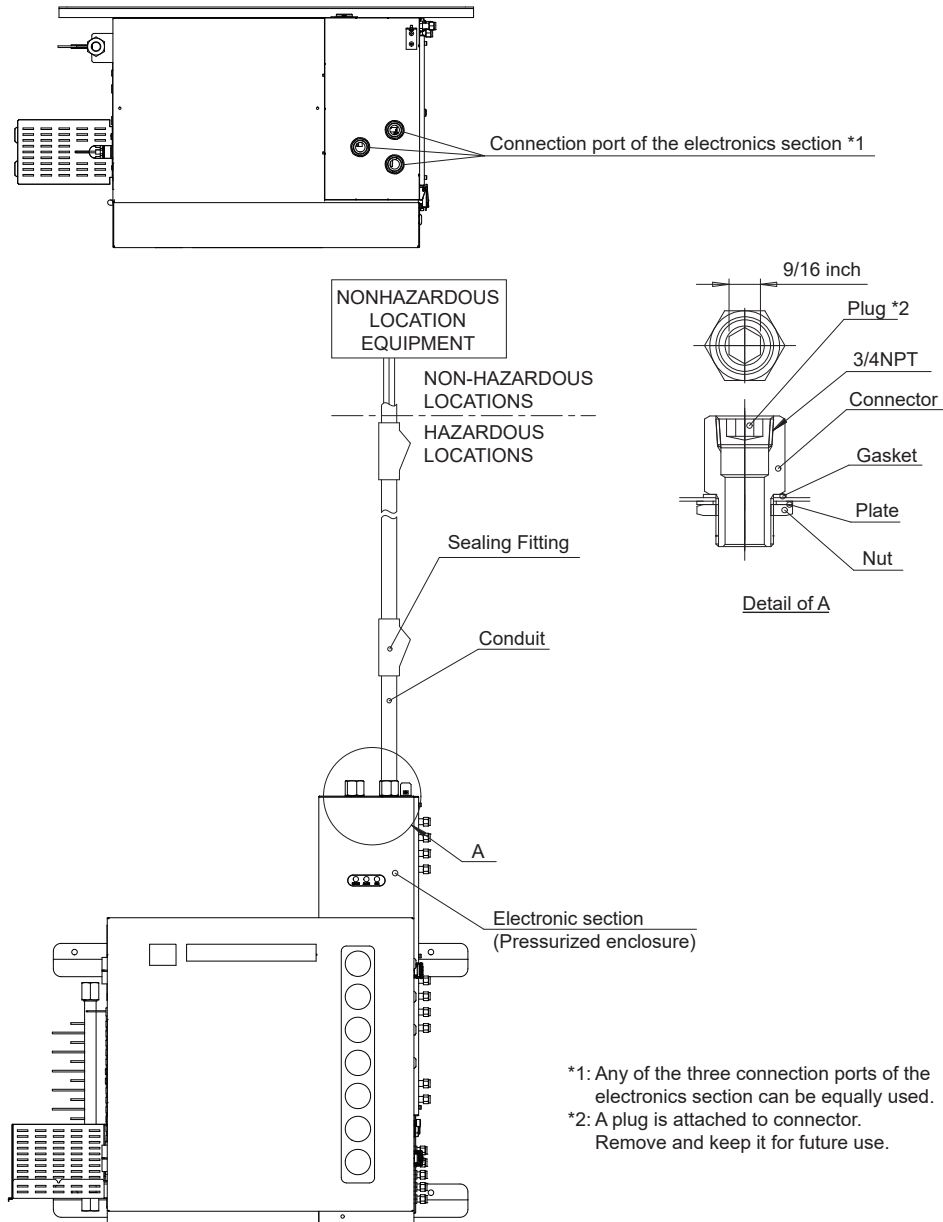 Connection port of the electronics section *1
NONHAZARDOUS
LOCATION
EQUIPMENT
NON-HAZARDOUS
LOCATIONS
HAZARDOUS
LOCATIONS
Sealing Fitting
Conduit
9/16 inch
Plug *2
3/4NPT
Connector
Gasket
Plate
Nut
Detail of A
A
Electronic section
(Pressurized enclosure)
*1: Any of the three connection ports of the
electronics section can be equally used.
*2: A plug is attached to connector.
Remove and keep it for future use.